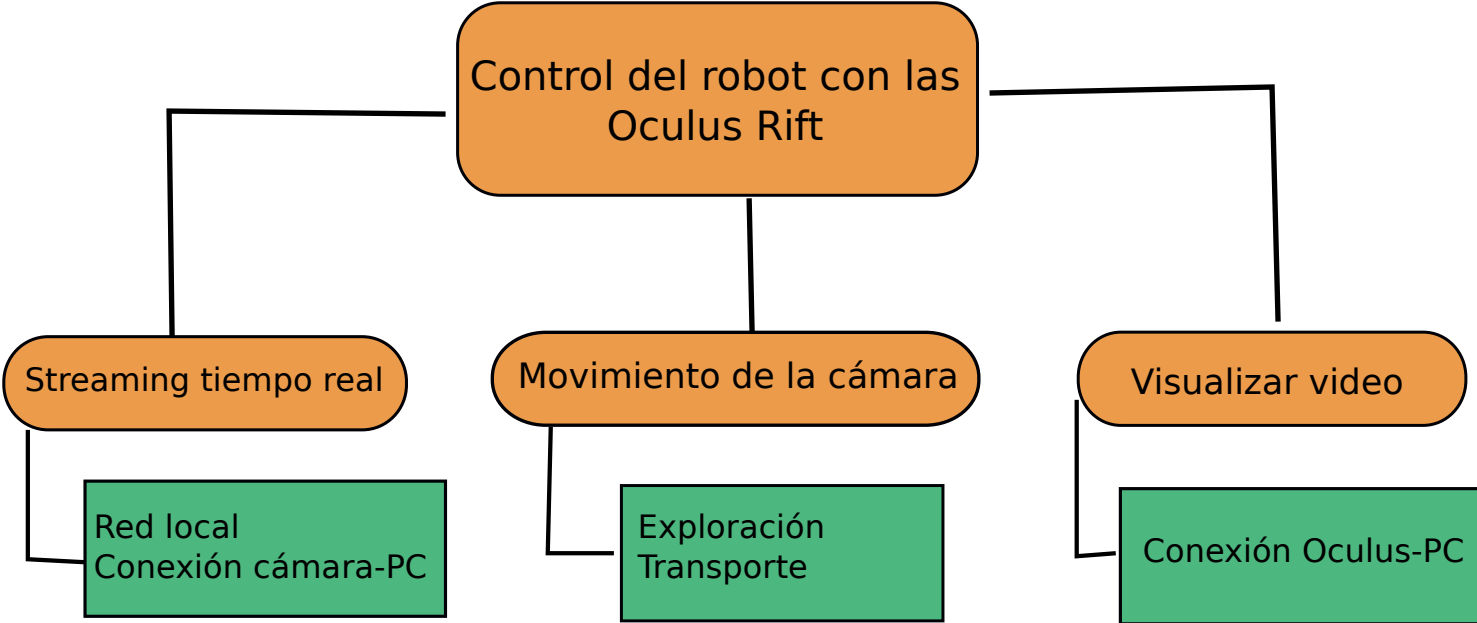 Control del robot con las
Oculus Rift
Streaming tiempo real
Movimiento de la cámara
Visualizar video
Red local
Conexión cámara-PC
Exploración
Transporte
Conexión Oculus-PC